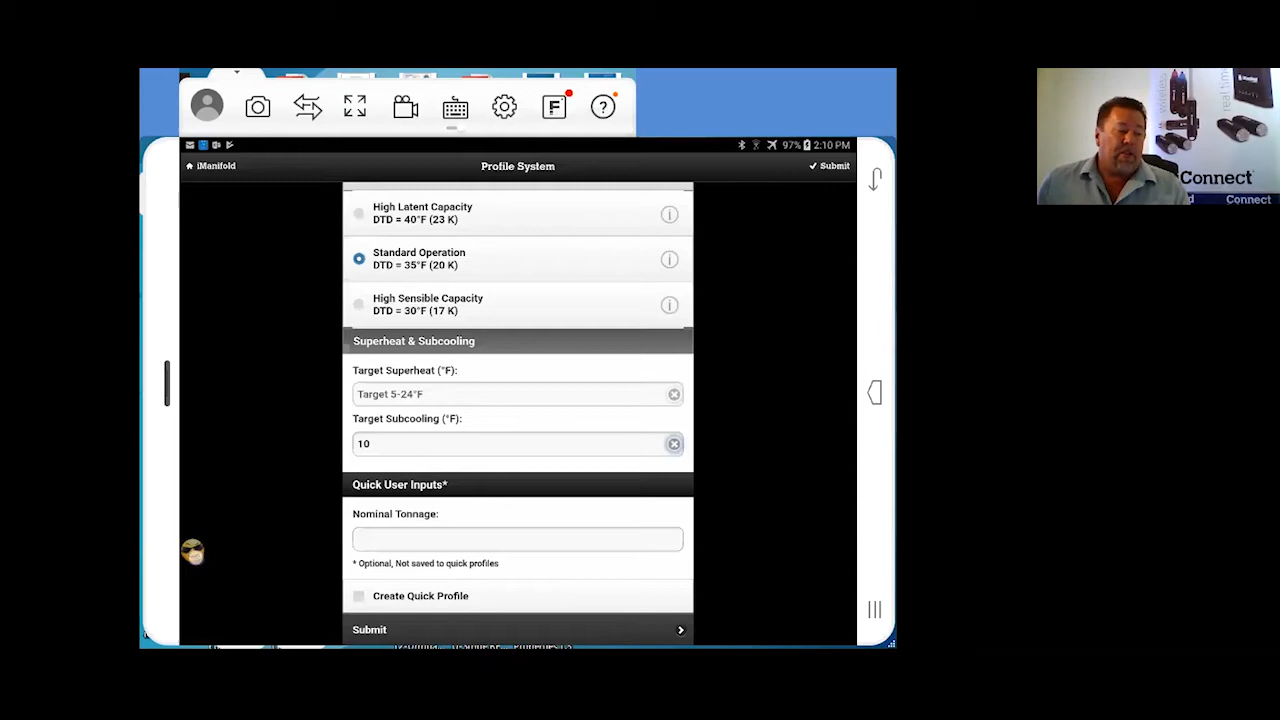 97% 2:10 PM
iManifold
Profile System
Submit
High Latent Capacity
DTD = 40°F (23 K)
Standard Operation
DTD = 35°F (20 K)
High Sensible Capacity
DTD = 30°F (17 K)
Superheat & Subcooling
Target Superheat (°F):
Target 5-24°F
Target Subcooling (°F):
10
Quick User Inputs*
Nominal Tonnage:
* Optional, Not saved to quick profiles
Create Quick Profile
Submit
real time
Connect
Connect